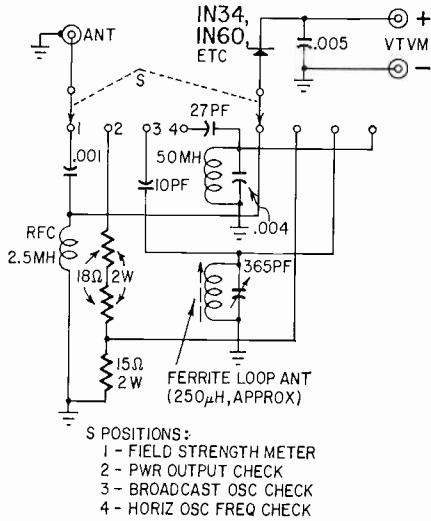 ANT
IN34,
IN60,
ETC
+
.005
VTVM
−
S
27PF
1 2 3 4
.001
10PF
50MH
.004
RFC
2.5MH
18Ω 2W
365PF
15Ω
2W
FERRITE LOOP ANT
(250µH, APPROX)
S POSITIONS:
1 - FIELD STRENGTH METER
2 - PWR OUTPUT CHECK
3 - BROADCAST OSC CHECK
4 - HORIZ OSC FREQ CHECK